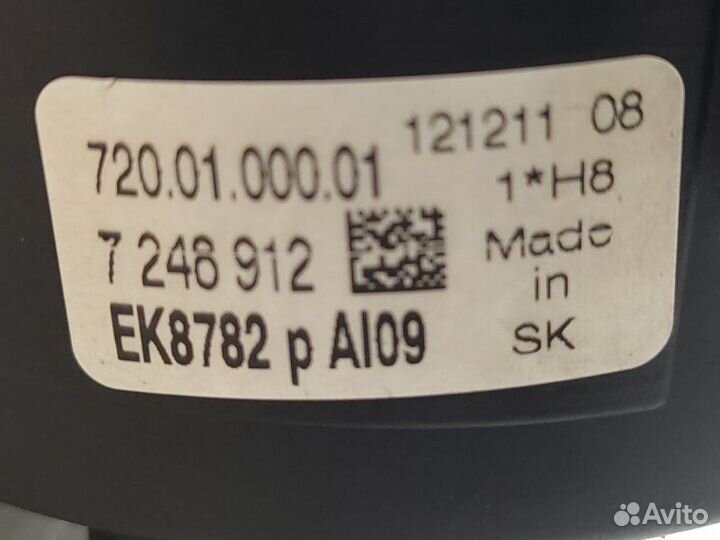 720.01.000.01
7 248 912
EK8782 p AI09
121211 08
1*H8
Made
in
SK
Avito